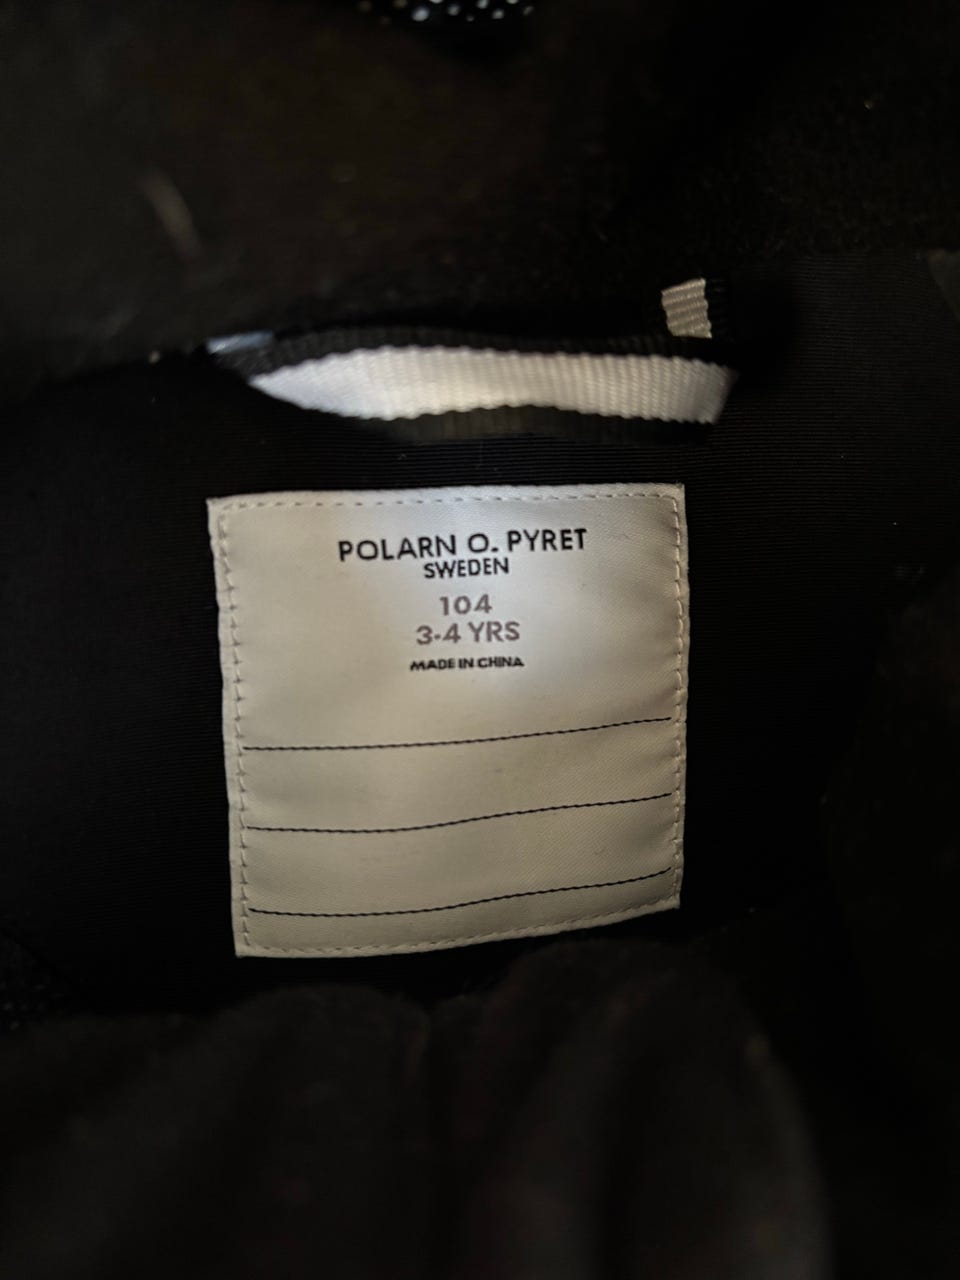 POLARN O. PYRET
SWEDEN
104
3-4 YRS
MADE IN CHINA